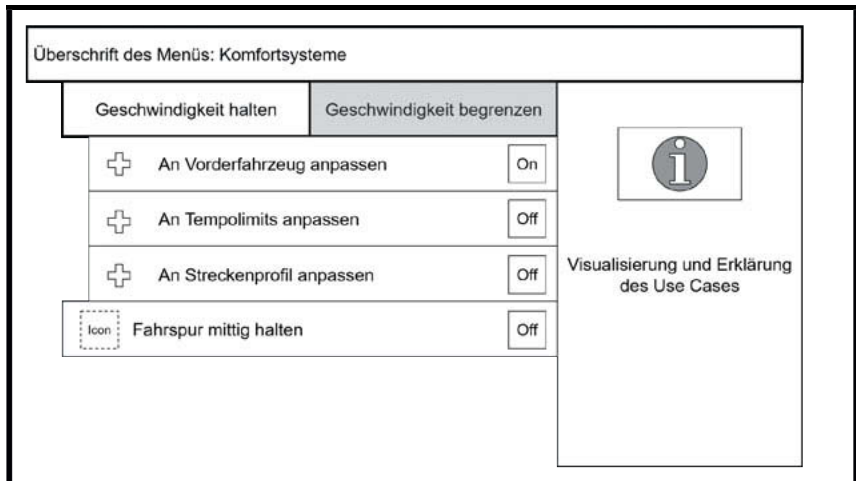 Überschrift des Menüs: Komfortsysteme
Geschwindigkeit halten
Geschwindigkeit begrenzen
An Vorderfahrzeug anpassen
On
An Tempolimits anpassen
Off
An Streckenprofil anpassen
Off
Icon
Fahrspur mittig halten
Off
i
Visualisierung und Erklärung
des Use Cases